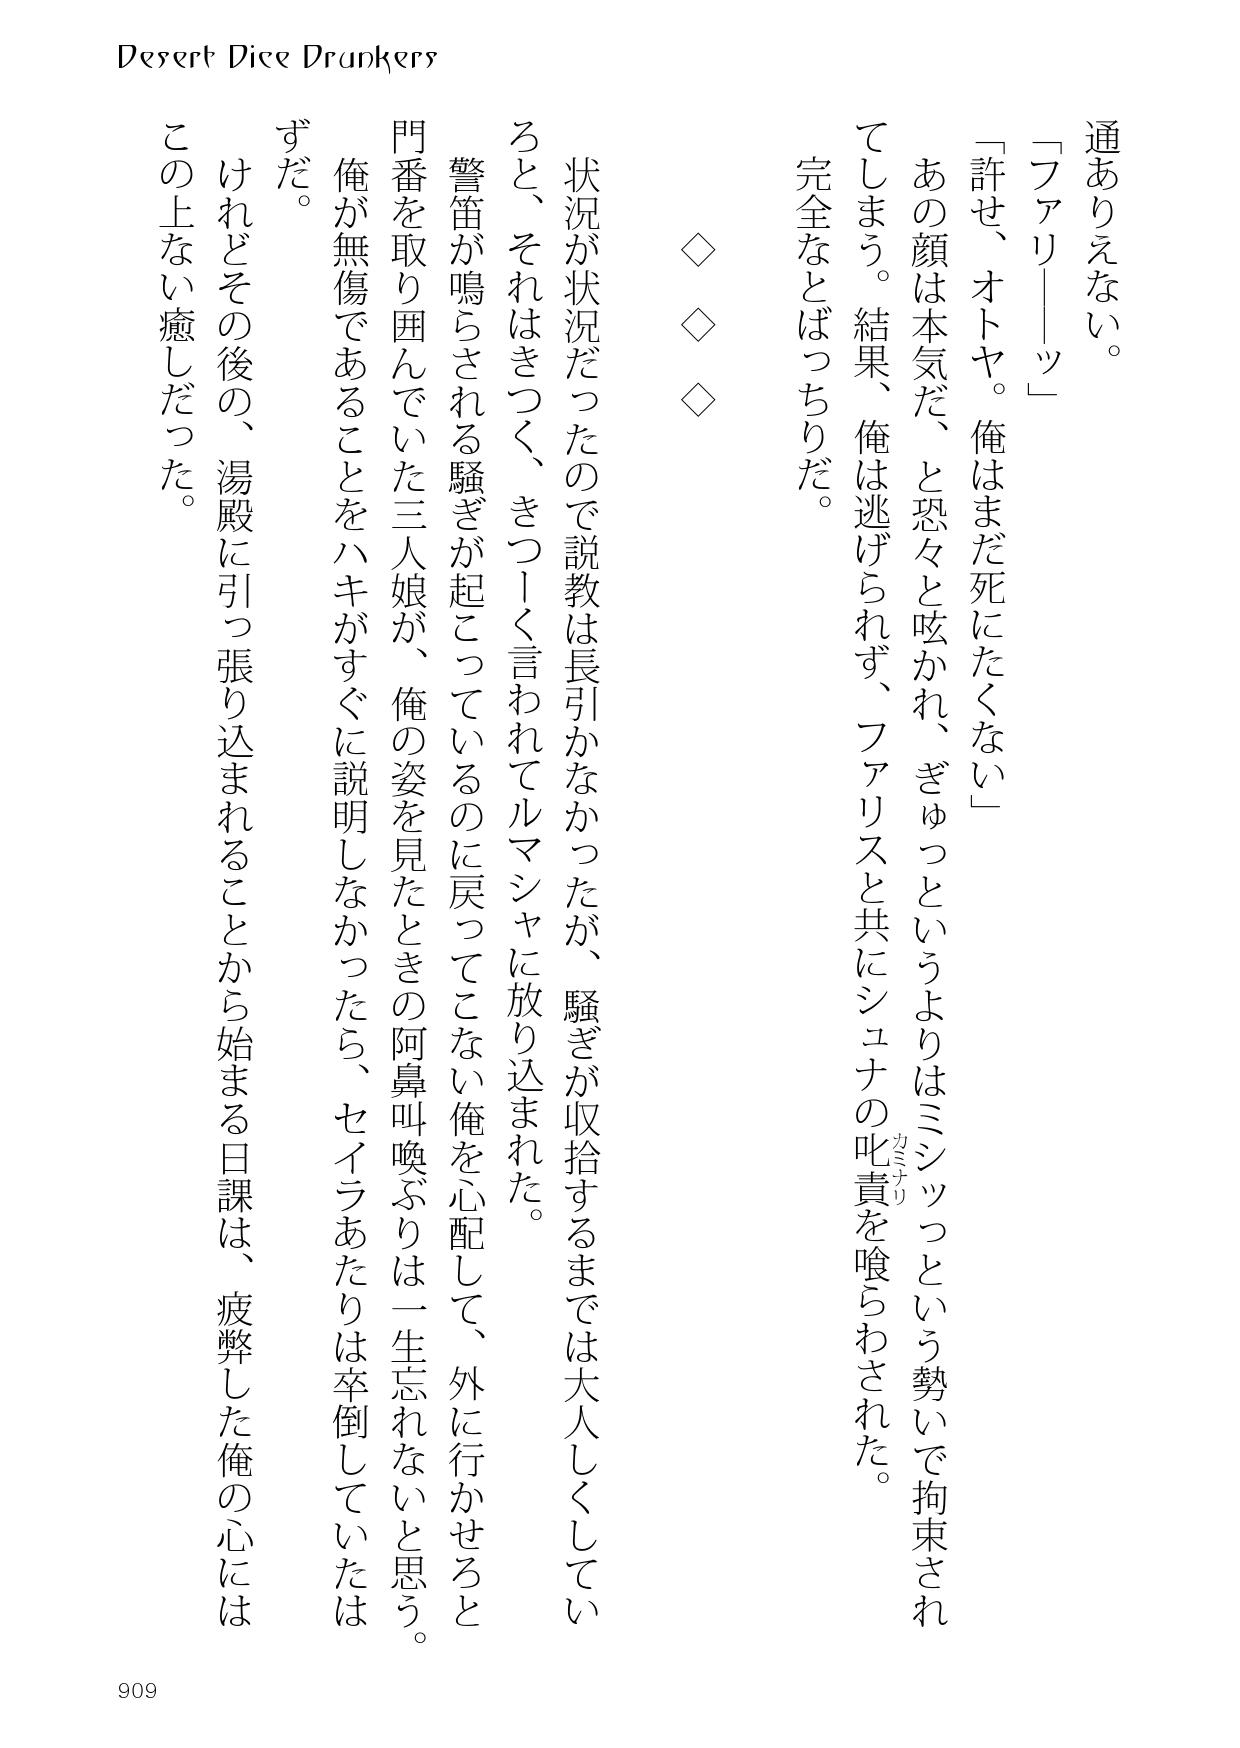 Desert Dice Drunkers
通ありえない。
「ファリ――ッ」
「許せ、オトヤ。俺はまだ死にたくない」
あの顔は本気だ、と恐々と呟かれ、ぎゅっというよりはミシッっという勢いで拘束され
てしまう。結果、俺は逃げられず、ファリスと共にシュナの叱責を喰らわされた。
カミナリ
完全なとばっちりだ。
◇ ◇ ◇
状況が状況だったので説教は長引かなかったが、騒ぎが収拾するまでは大人しくしてい
ろと、それはきつく、きつーく言われてルマシャに放り込まれた。
警笛が鳴らされる騒ぎが起こっているのに戻ってこない俺を心配して、外に行かせろと
門番を取り囲んでいた三人娘が、俺の姿を見たときの阿鼻叫喚ぶりは一生忘れないと思う。
俺が無傷であることをハキがすぐに説明しなかったら、セイラあたりは卒倒していたは
ずだ。
けれどその後の、湯殿に引っ張り込まれることから始まる日課は、疲弊した俺の心には
この上ない癒しだった。
909